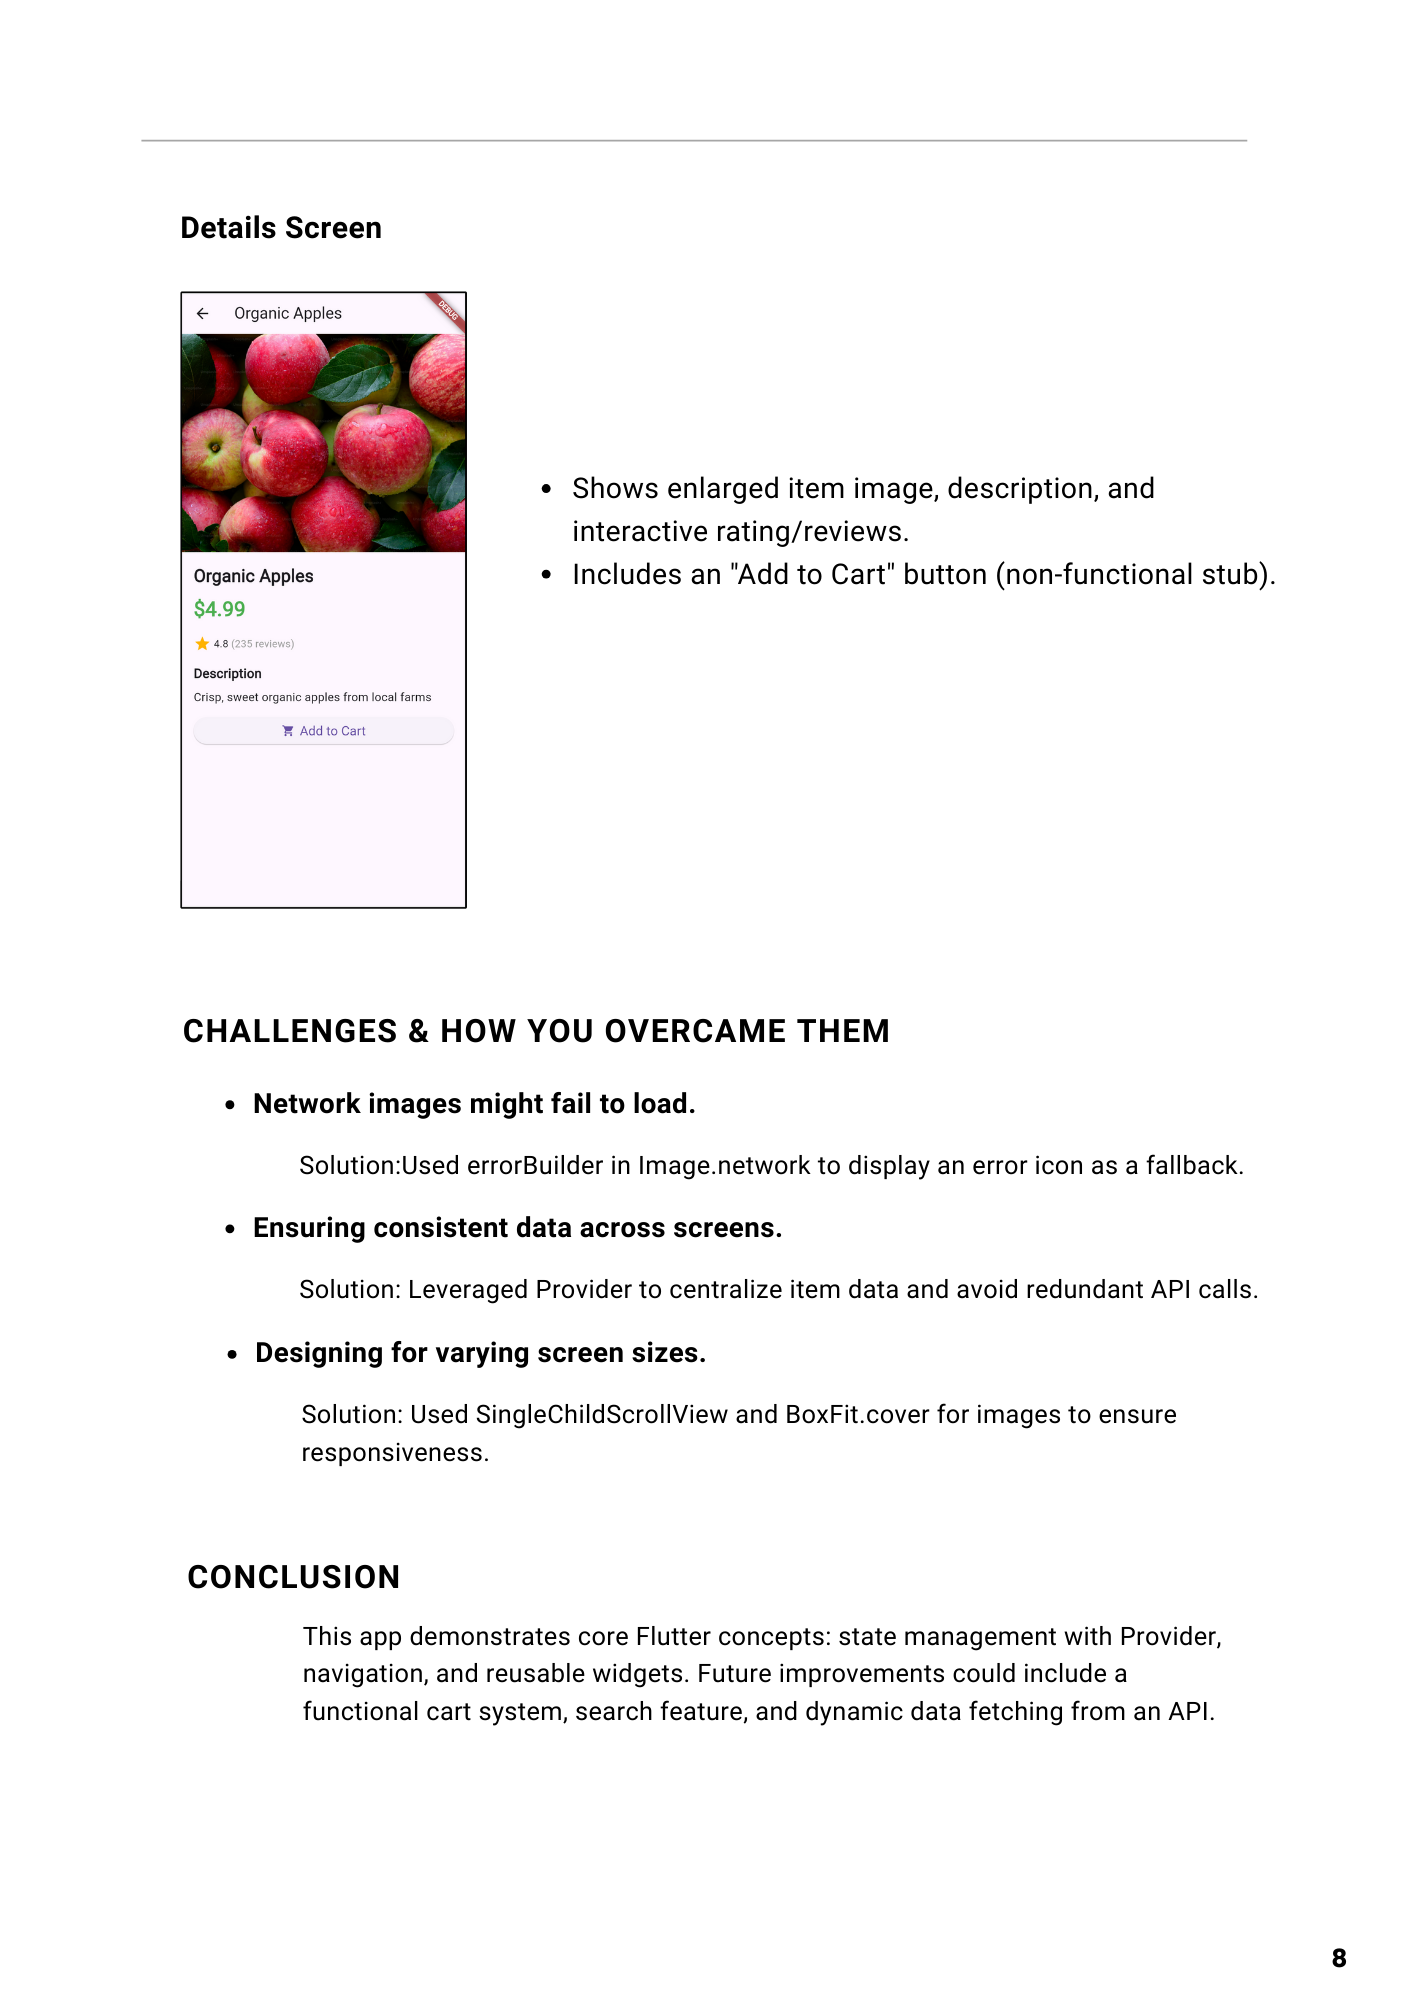 Details Screen
Organic Apples
DEBUG
Organic Apples
$4.99
4.8 (235 reviews)
Description
Crisp, sweet organic apples from local farms
Add to Cart
• Shows enlarged item image, description, and
interactive rating/reviews.
• Includes an "Add to Cart" button (non-functional stub).
CHALLENGES & HOW YOU OVERCAME THEM
• Network images might fail to load.
Solution:Used errorBuilder in Image.network to display an error icon as a fallback.
• Ensuring consistent data across screens.
Solution: Leveraged Provider to centralize item data and avoid redundant API calls.
• Designing for varying screen sizes.
Solution: Used SingleChildScrollView and BoxFit.cover for images to ensure
responsiveness.
CONCLUSION
This app demonstrates core Flutter concepts: state management with Provider,
navigation, and reusable widgets. Future improvements could include a
functional cart system, search feature, and dynamic data fetching from an API.
8